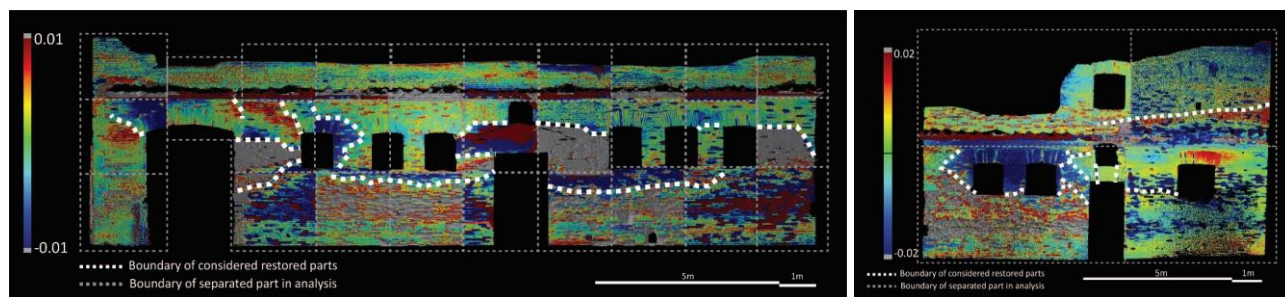 0.01
-0.01
Boundary of considered restored parts
Boundary of separated part in analysis
5m
1m
0.02
-0.02
Boundary of considered restored parts
Boundary of separated part in analysis
5m
1m